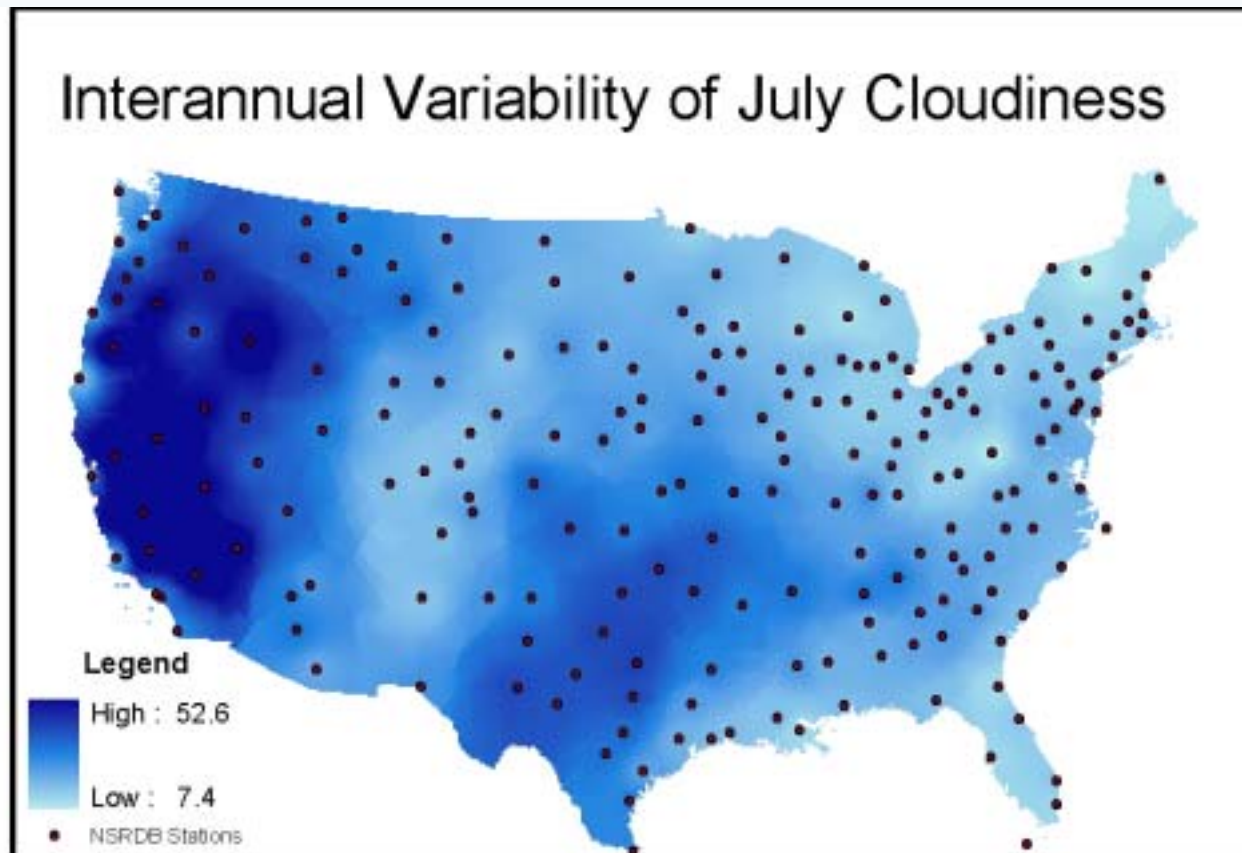 Interannual Variability of July Cloudiness
Legend
High : 52.6
Low : 7.4
NSRDB Stations